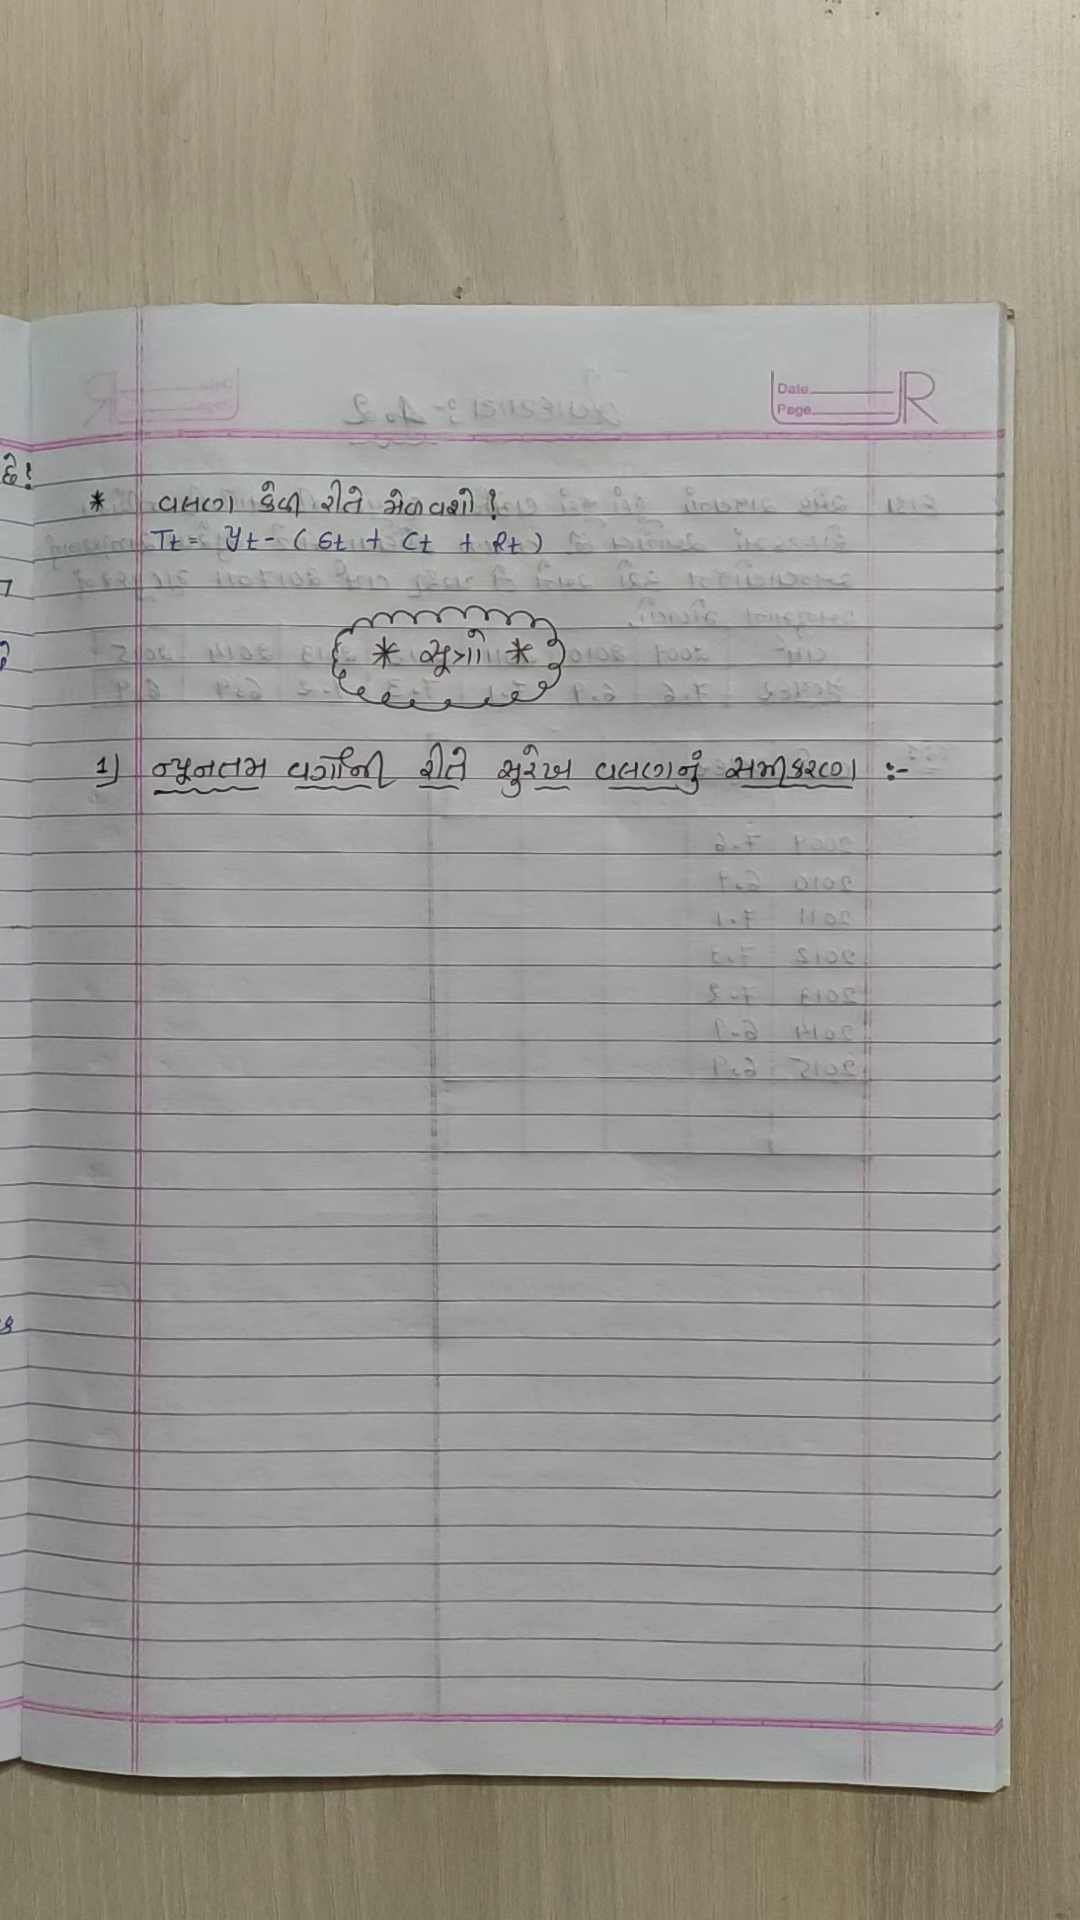 Date
Page
R
* વલણ કેવી રીતે મેળવશો?
Tt = yt - (St + Ct + Rt)
* સૂત્રો *
1) ન્યૂનતમ વર્ગોની રીતે સુરેખ વલણનું સમીકરણ :-
છે?